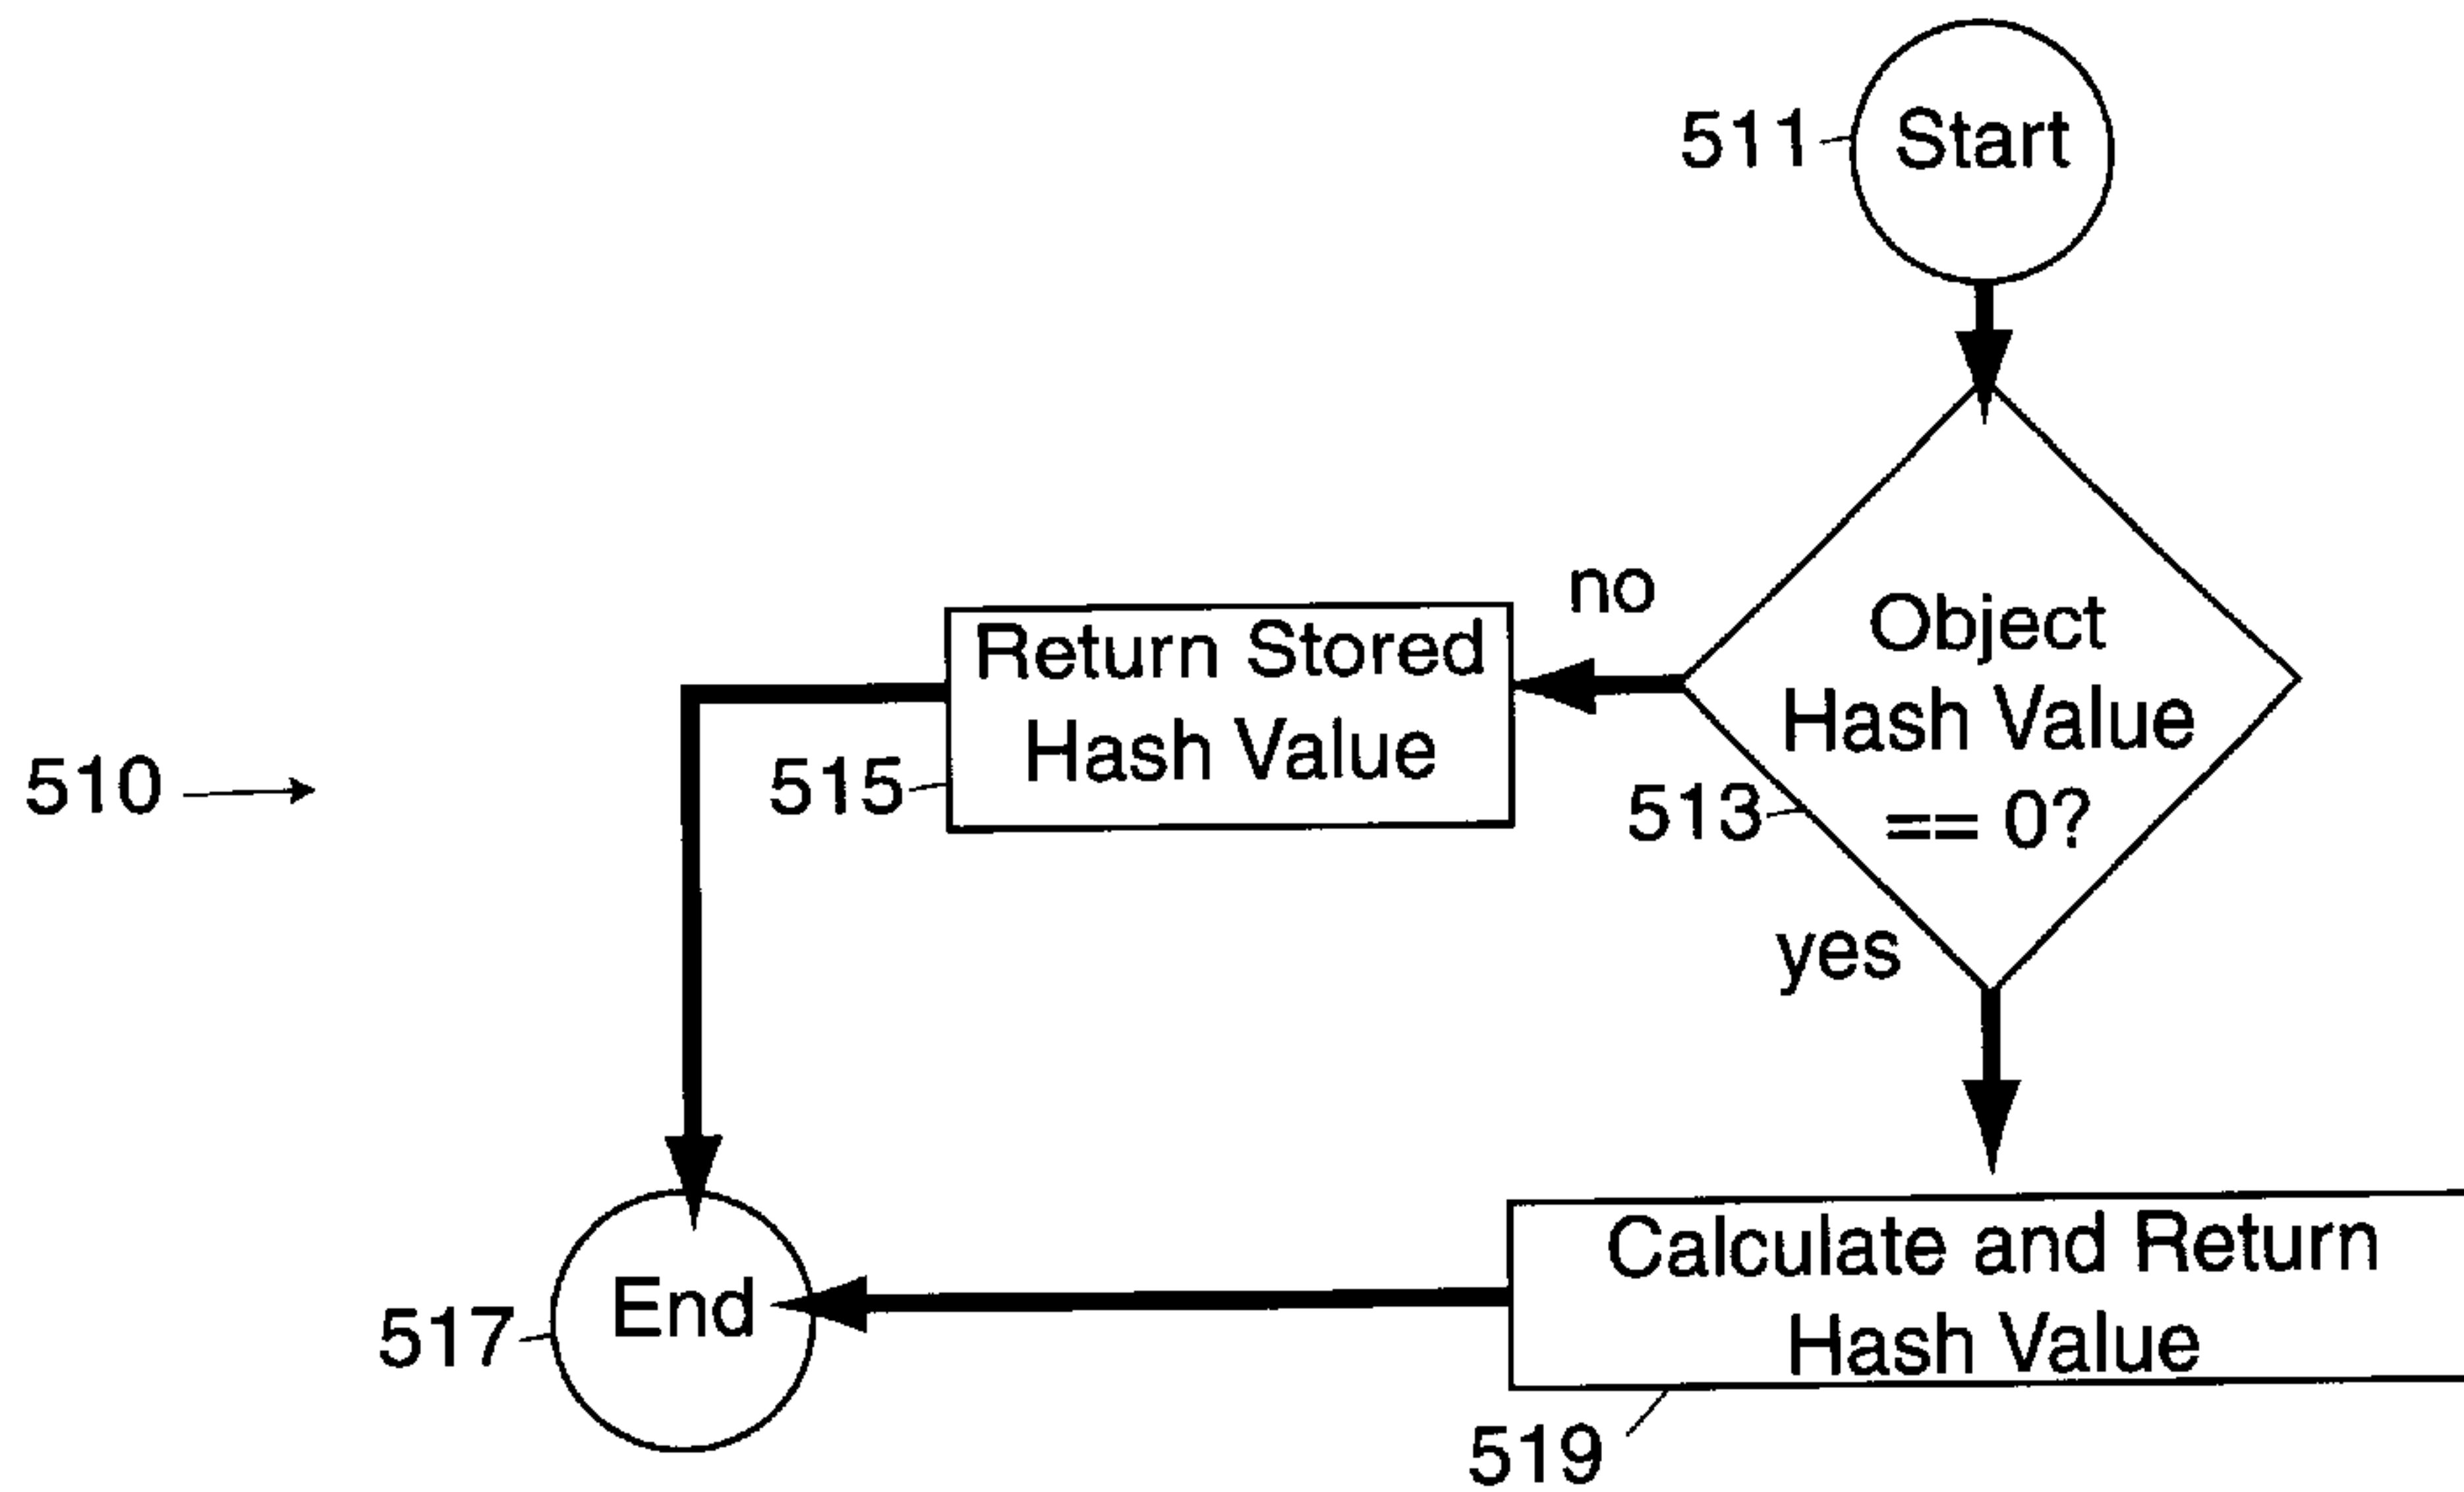 511
Start
no
Object
Hash Value
== 0?
513
yes
Return Stored
Hash Value
515
510
Calculate and Return
Hash Value
519
End
517